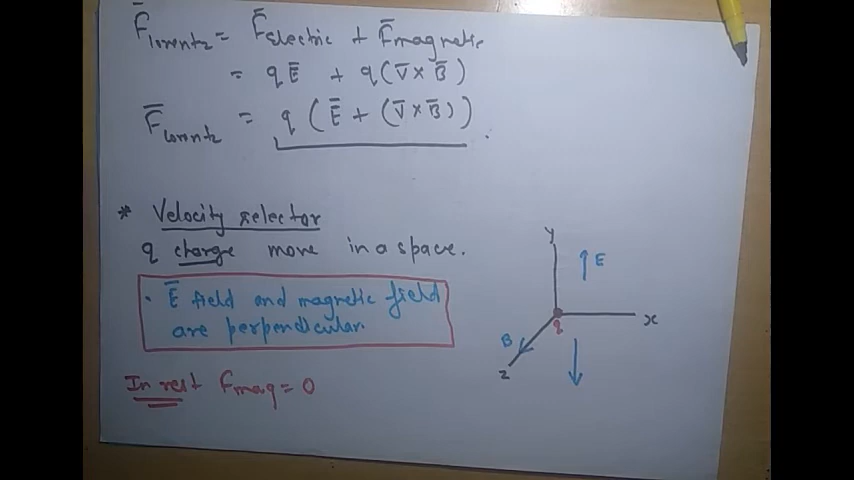 F̄lorentz = F̄electric + F̄magnetic
= qĒ + q(V̄ × B̄)
F̄lorentz = q (Ē + (V̄ × B̄))
* Velocity selector
q charge move in a space.
· Ē field and magnetic field
are perpendicular.
In rest Fmag = 0
y
E
x
q
B
z